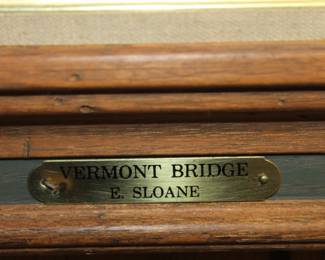 VERMONT BRIDGE
E. SLOANE